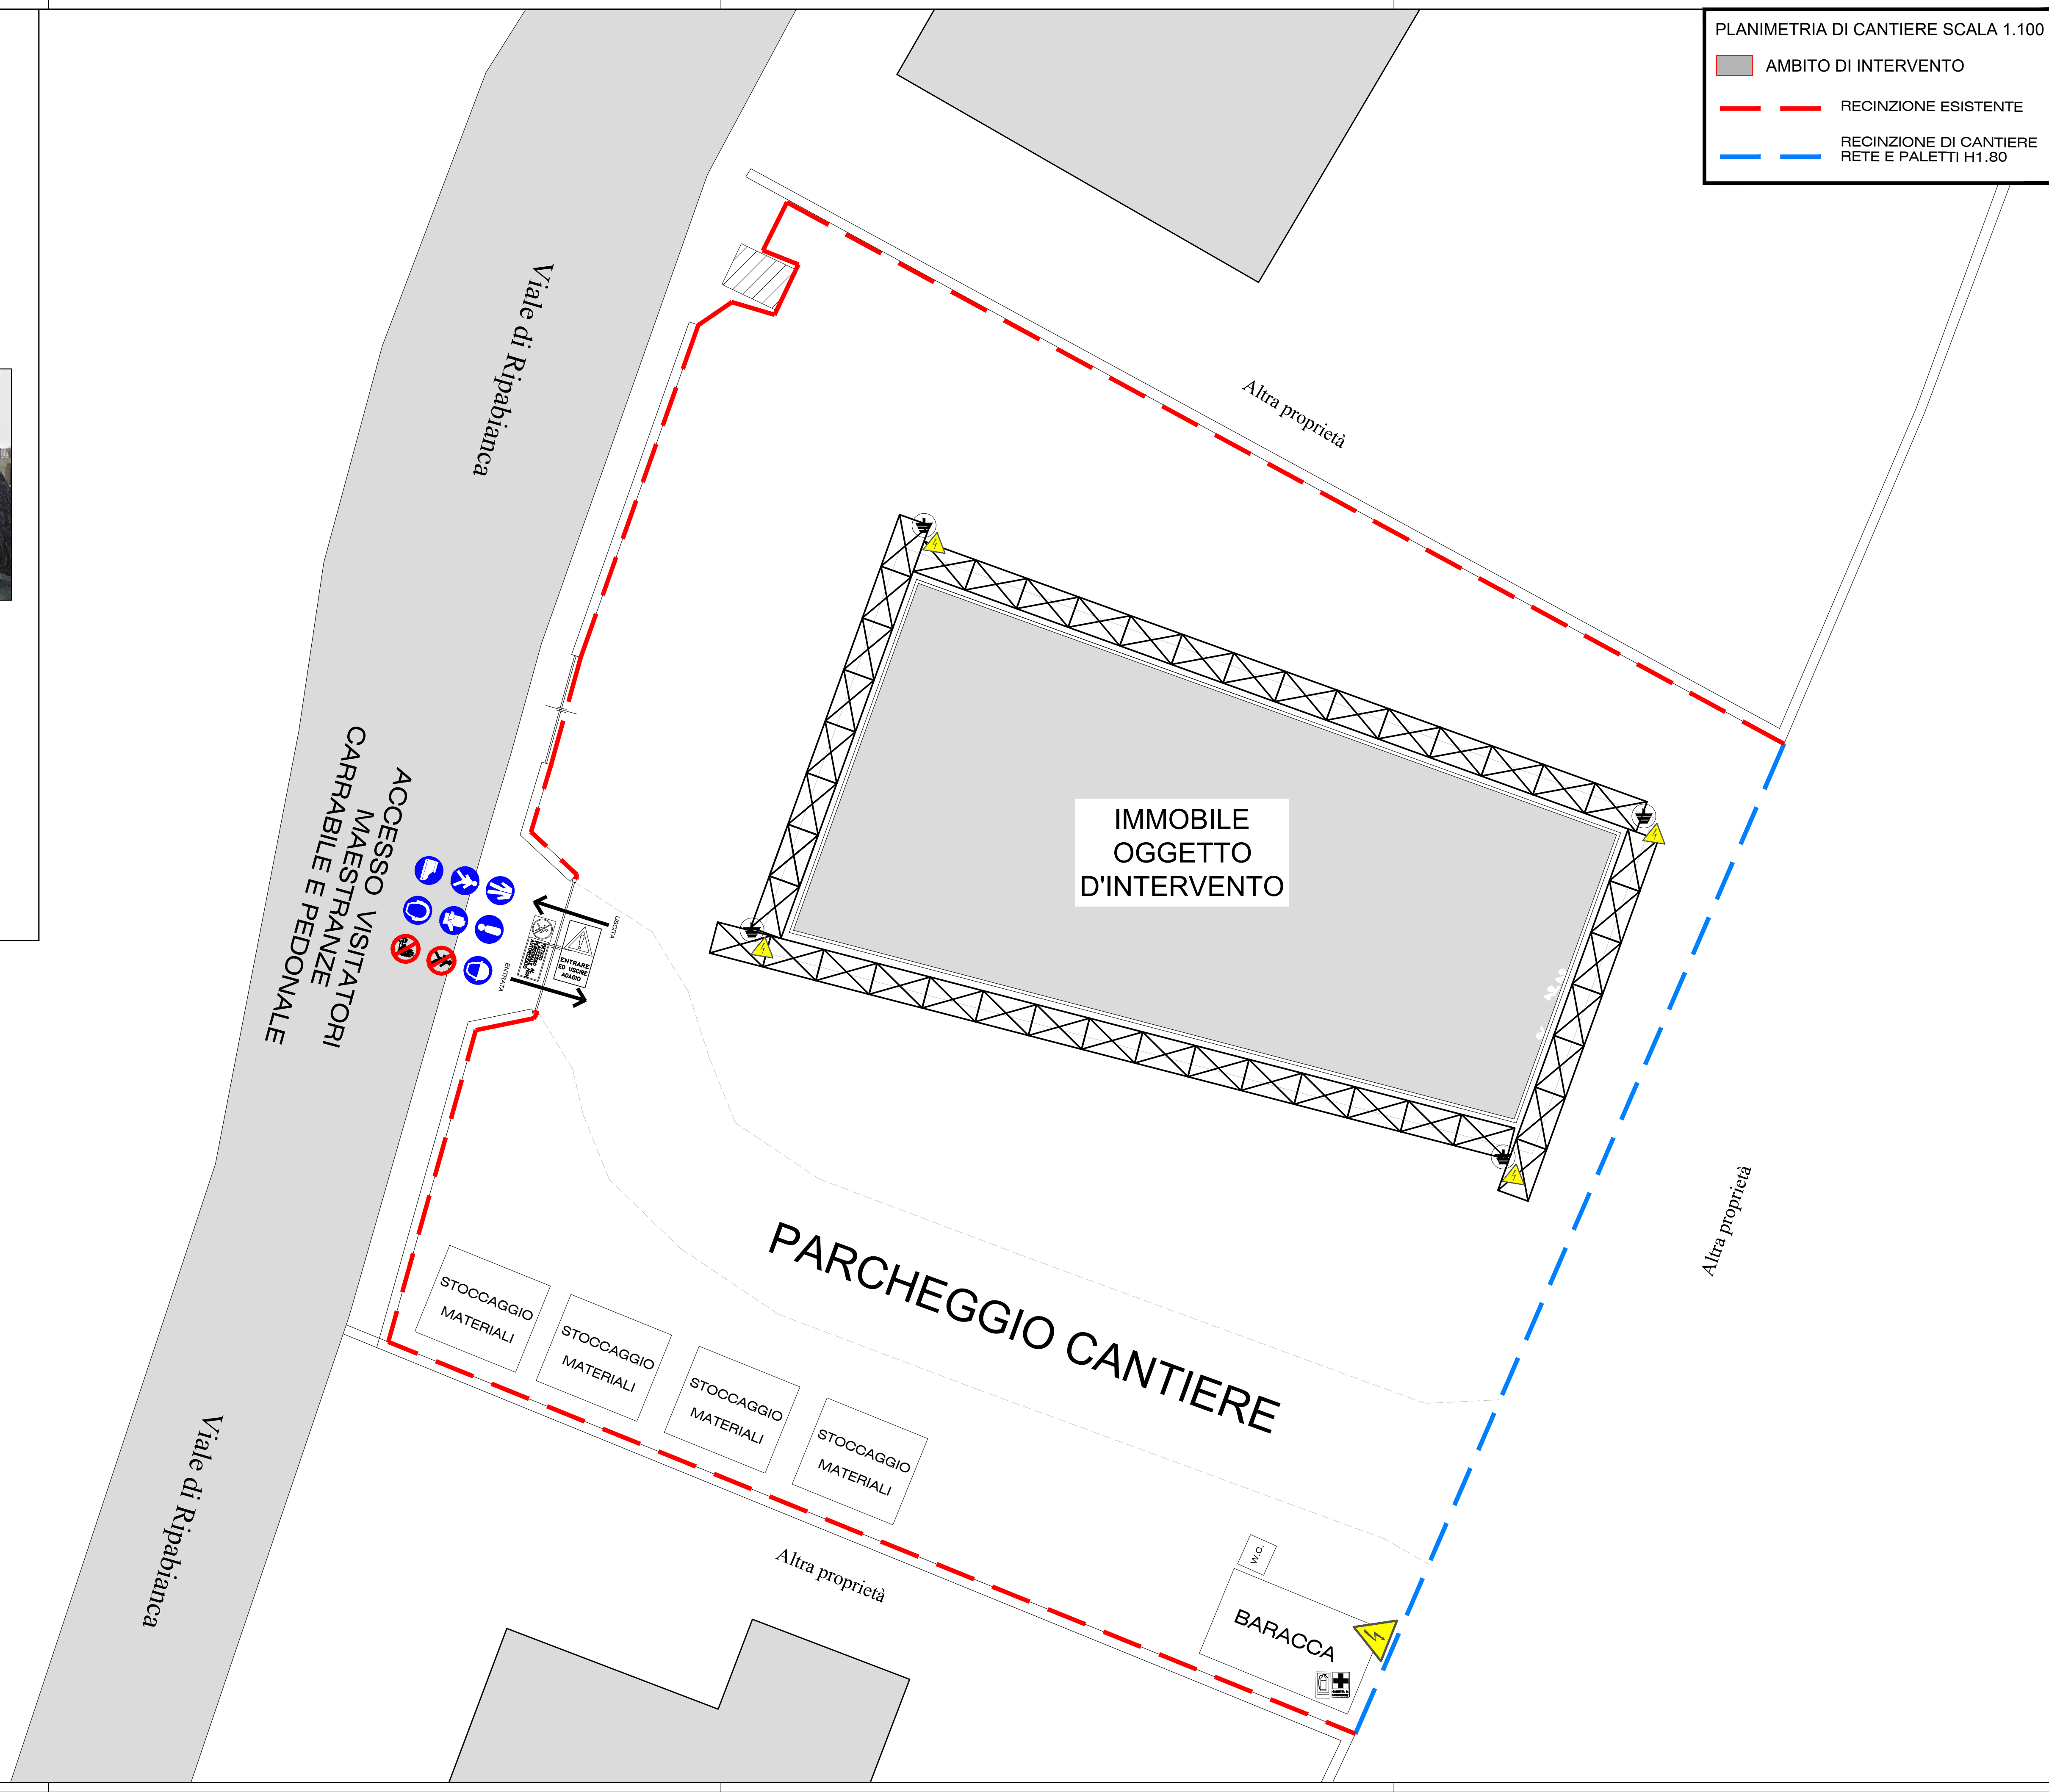 PLANIMETRIA DI CANTIERE SCALA 1.100
AMBITO DI INTERVENTO
RECINZIONE ESISTENTE
RECINZIONE DI CANTIERE
RETE E PALETTI H1.80
Viale di Ripabianca
Altra proprietà
IMMOBILE
OGGETTO
D'INTERVENTO
ACCESSO VISITATORI
MAESTRANZE
CARRABILE E PEDONALE
USCITA
ENTRARE
ED USCIRE
ADAGIO
ENTRATA
Altra proprietà
PARCHEGGIO CANTIERE
STOCCAGGIO
MATERIALI
STOCCAGGIO
MATERIALI
STOCCAGGIO
MATERIALI
STOCCAGGIO
MATERIALI
Viale di Ripabianca
Altra proprietà
W.C.
BARACCA